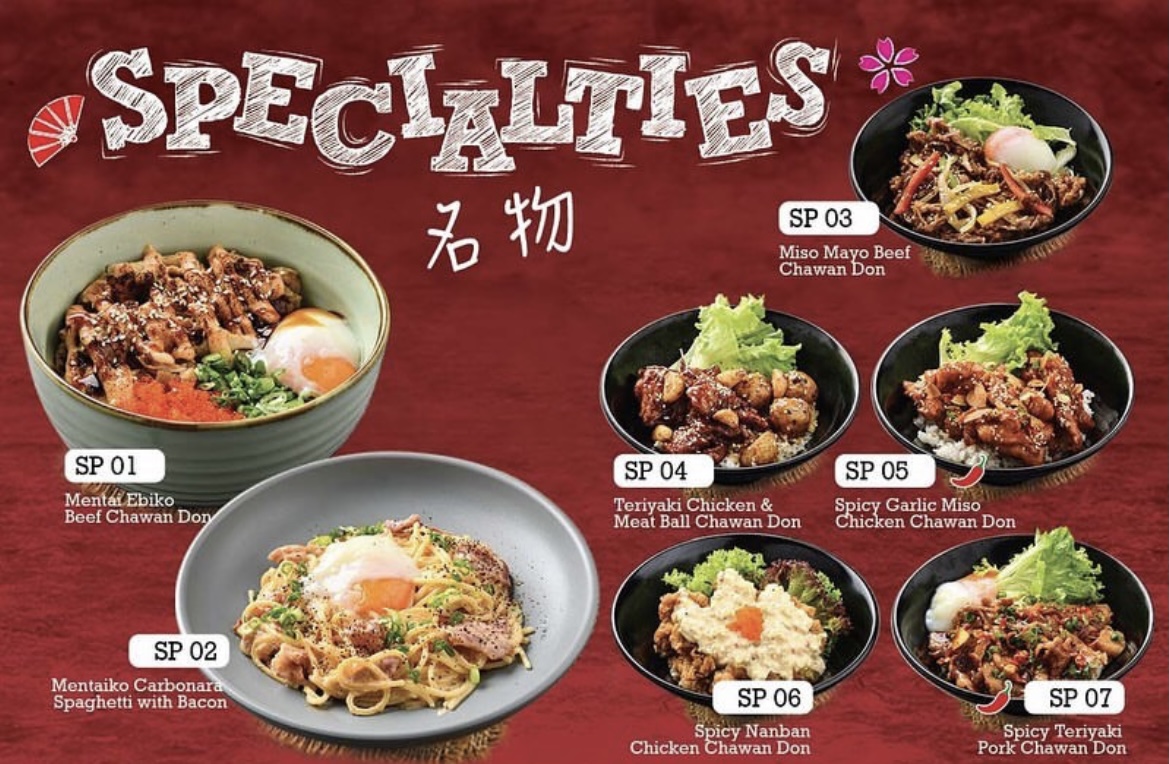 SPECIALTIES
名物
SP 01
Mentai Ebiko
Beef Chawan Don
SP 02
Mentaiko Carbonara
Spaghetti with Bacon
SP 03
Miso Mayo Beef
Chawan Don
SP 04
Teriyaki Chicken &
Meat Ball Chawan Don
SP 05
Spicy Garlic Miso
Chicken Chawan Don
SP 06
Spicy Nanban
Chicken Chawan Don
SP 07
Spicy Teriyaki
Pork Chawan Don